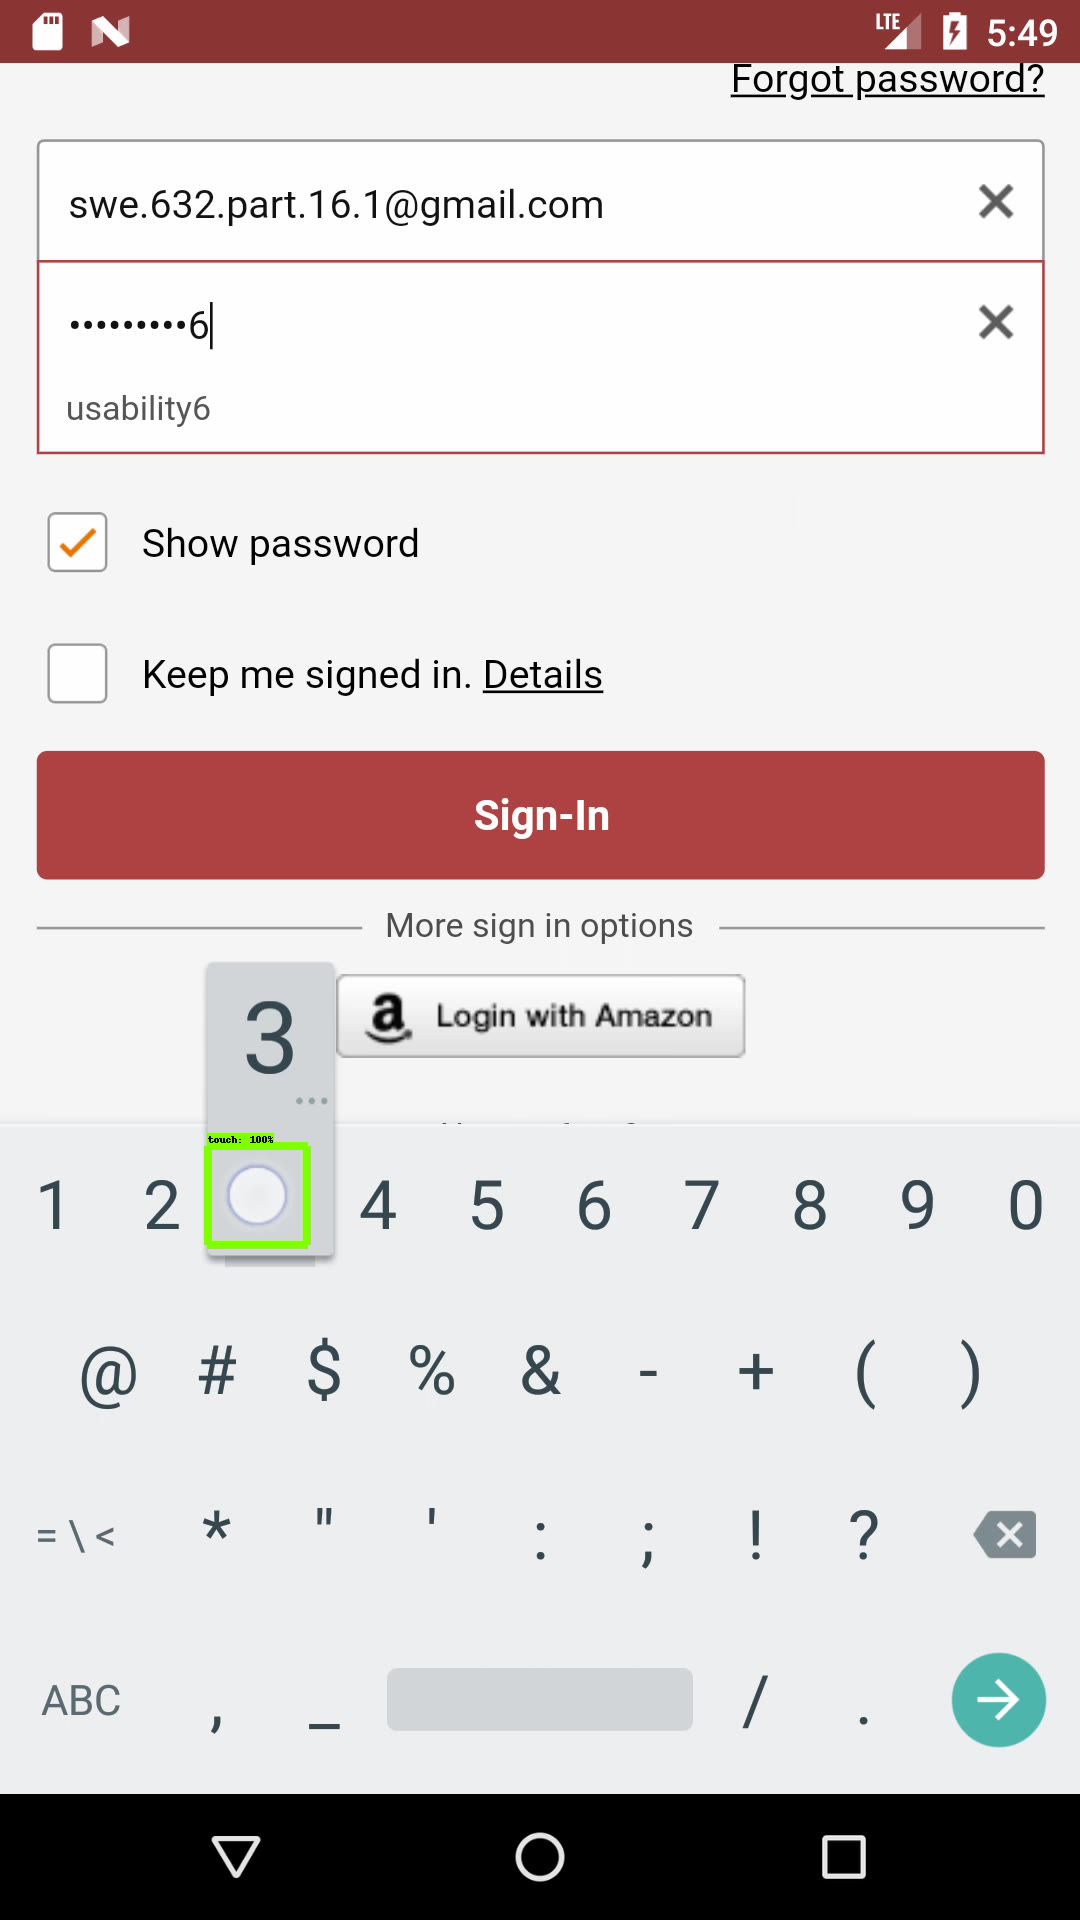 LTE 5:49
Forgot password?
swe.632.part.16.1@gmail.com
•••••••••6
usability6
Show password
Keep me signed in. Details
Sign-In
More sign in options
3
a Login with Amazon
touch: 100%
1 2 4 5 6 7 8 9 0
@ # $ % & - + ( )
= \ < * " ' : ; ! ?
ABC , _ / .